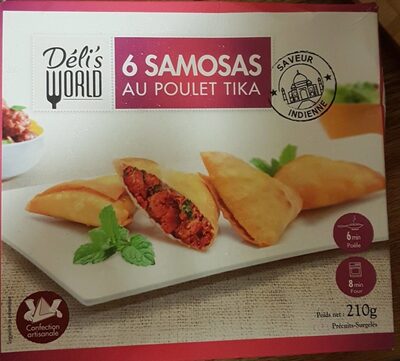 Déli's
WORLD
6 SAMOSAS
AU POULET TIKA
SAVEUR
INDIENNE
6 min
Poêle
8 min
Four
Poids net : 210g
Précuits-Surgelés
Confection
artisanale